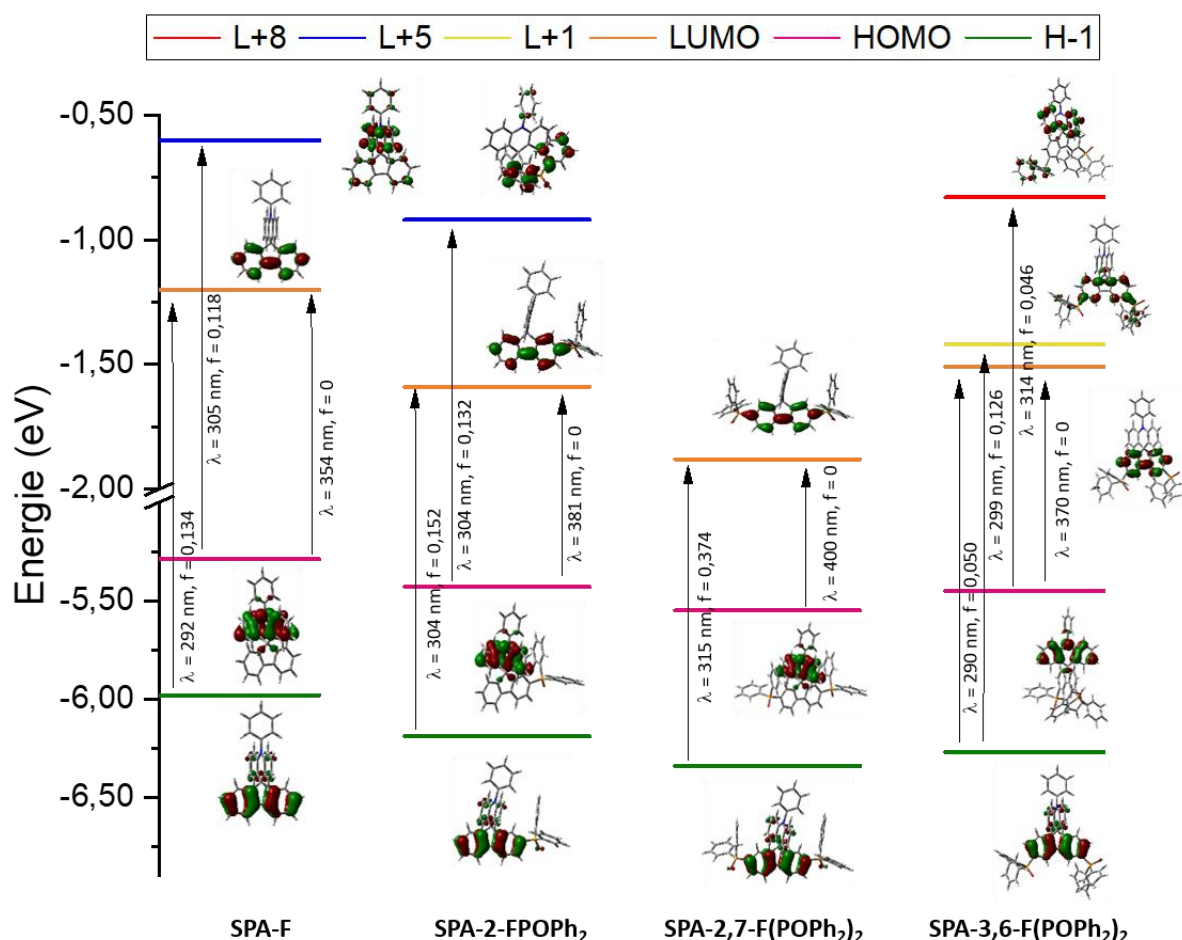 L+8 L+5 L+1 LUMO HOMO H-1
Energie (eV)
-0,50
-1,00
-1,50
-2,00
-5,50
-6,00
-6,50
λ = 292 nm, f = 0,134
λ = 305 nm, f = 0,118
λ = 354 nm, f = 0
λ = 304 nm, f = 0,152
λ = 304 nm, f = 0,132
λ = 381 nm, f = 0
λ = 315 nm, f = 0,374
λ = 400 nm, f = 0
λ = 290 nm, f = 0,050
λ = 299 nm, f = 0,126
λ = 314 nm, f = 0,046
λ = 370 nm, f = 0
SPA-F SPA-2-FPOPh₂ SPA-2,7-F(POPh₂)₂ SPA-3,6-F(POPh₂)₂